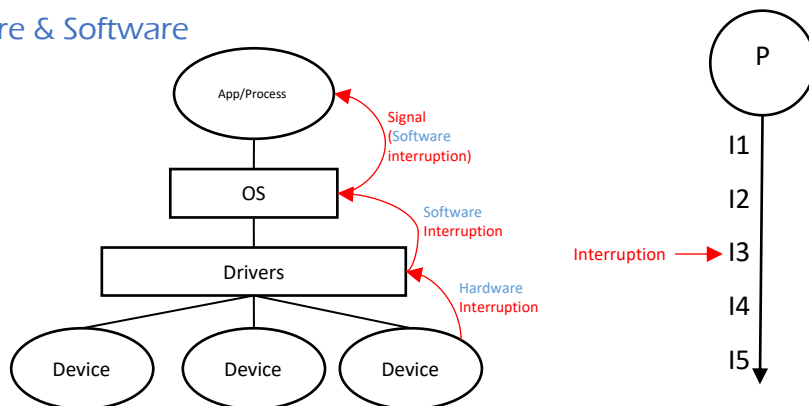 re & Software
App/Process
Signal
(Software
interruption)
OS
Software
Interruption
Drivers
Hardware
Interruption
Device
Device
Device
P
I1
I2
Interruption
I3
I4
I5